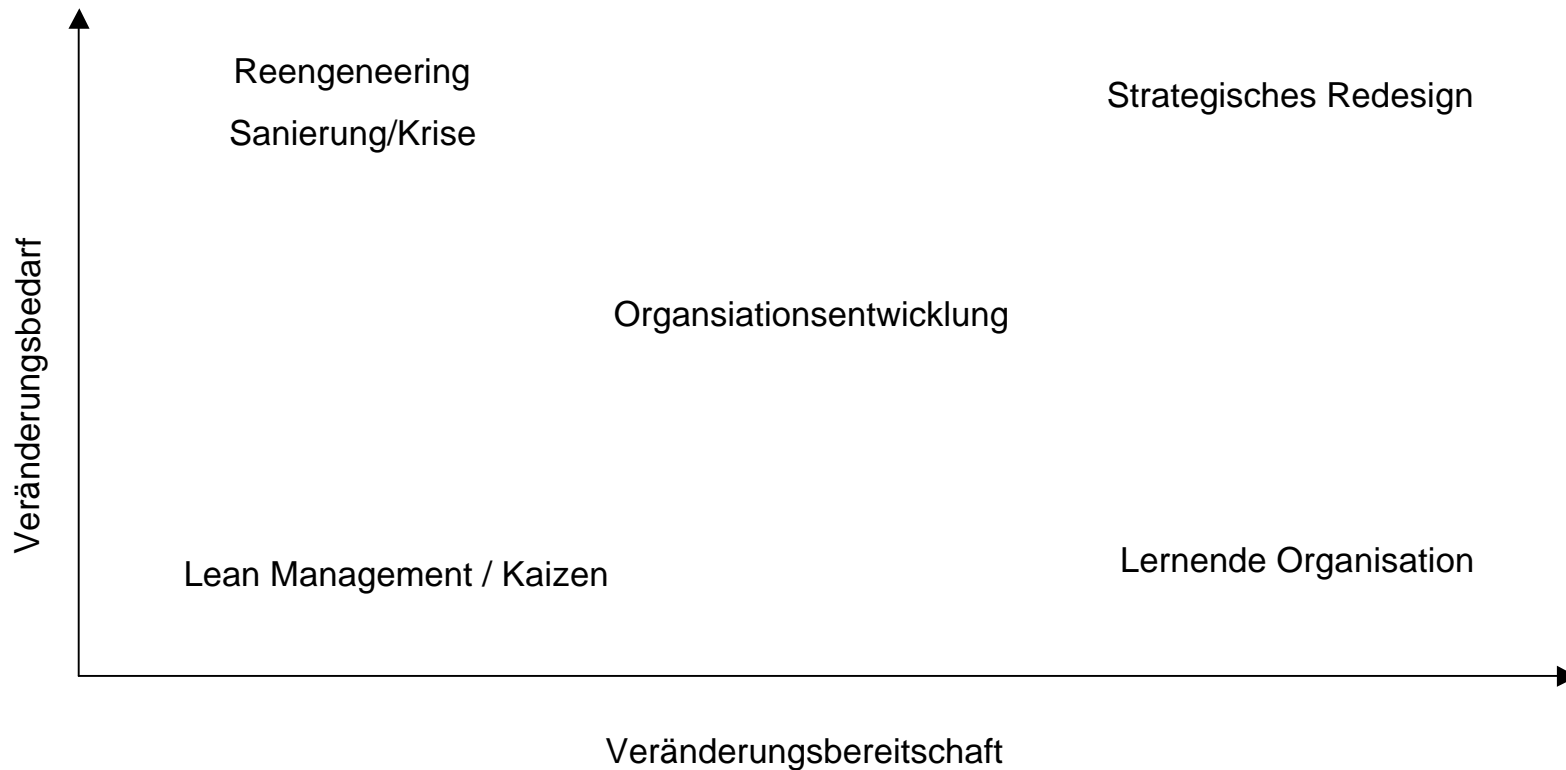 Reengeneering
Sanierung/Krise
Strategisches Redesign
Veränderungsbedarf
Organsiationsentwicklung
Lean Management / Kaizen
Lernende Organisation
Veränderungsbereitschaft